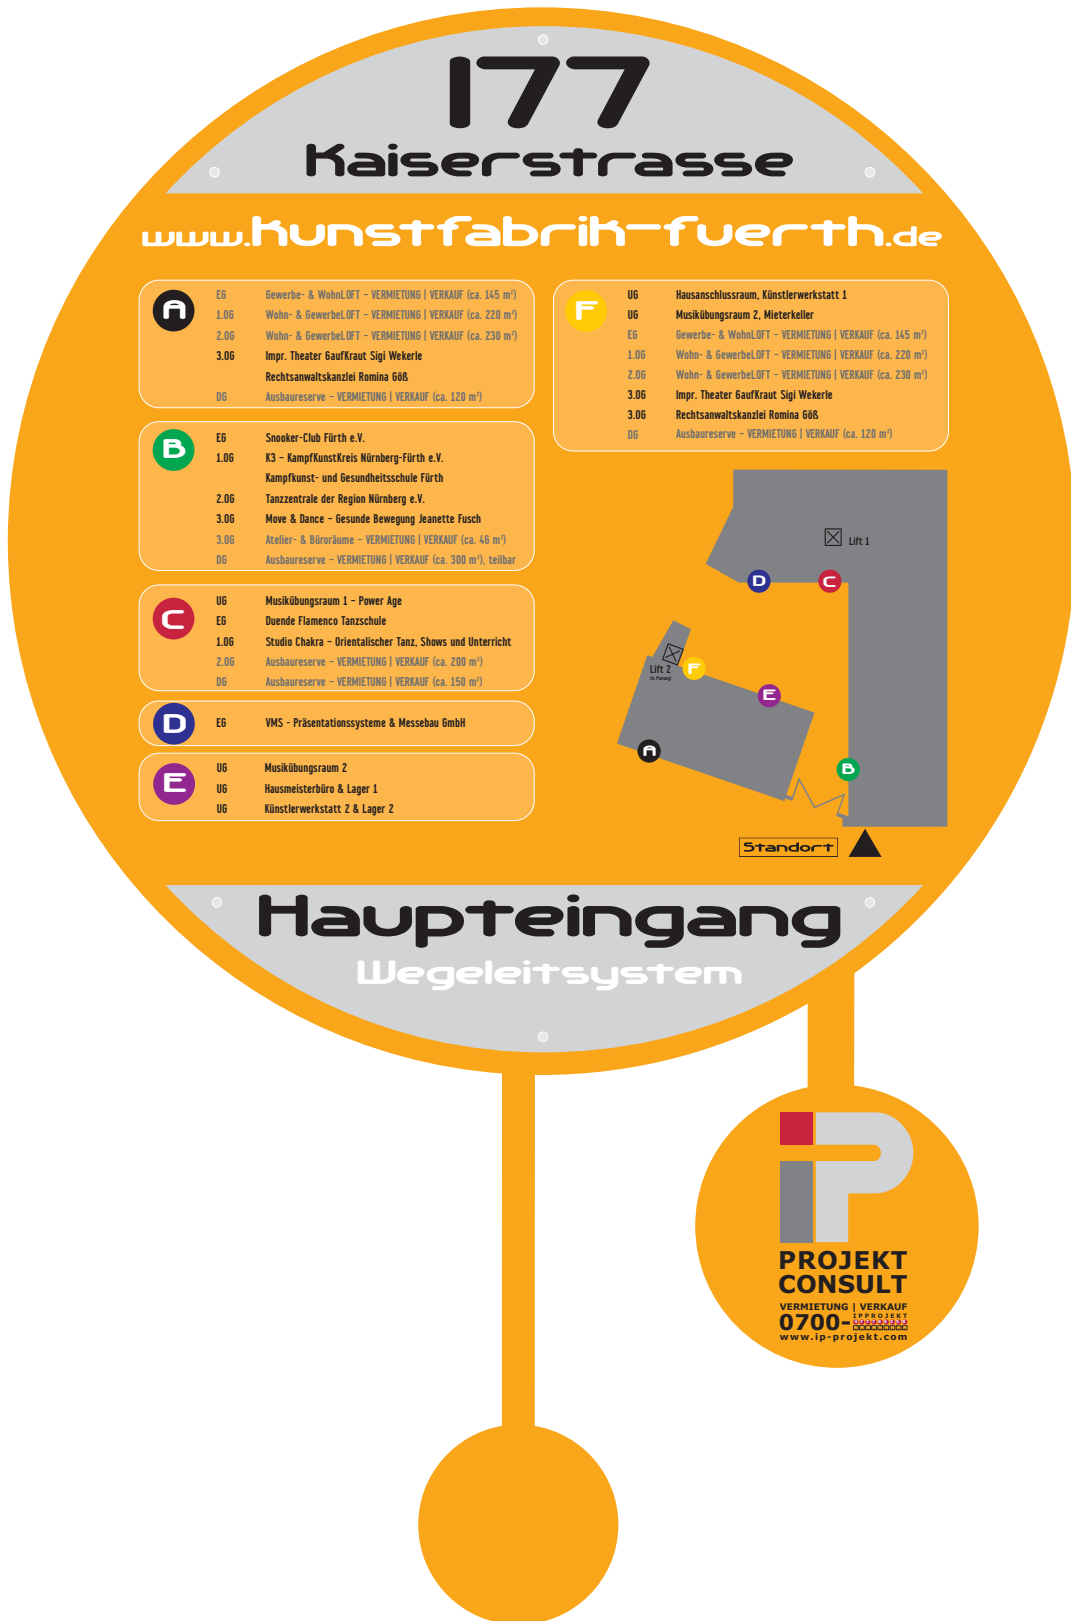 177
Kaiserstrasse
www.kunstfabrik-fuerth.de
A
EG Gewerbe- & WohnLOFT – VERMIETUNG | VERKAUF (ca. 145 m²)
1.OG Wohn- & GewerbeLOFT – VERMIETUNG | VERKAUF (ca. 220 m²)
2.OG Wohn- & GewerbeLOFT – VERMIETUNG | VERKAUF (ca. 230 m²)
3.OG Impr. Theater 6aufKraut Sigi Wekerle
Rechtsanwaltskanzlei Romina Göß
DG Ausbaureserve – VERMIETUNG | VERKAUF (ca. 120 m²)
B
EG Snooker-Club Fürth e.V.
1.OG K3 – KampfKunstKreis Nürnberg-Fürth e.V.
Kampfkunst- und Gesundheitsschule Fürth
2.OG Tanzzentrale der Region Nürnberg e.V.
3.OG Move & Dance – Gesunde Bewegung Jeanette Fusch
3.OG Atelier- & Büroräume – VERMIETUNG | VERKAUF (ca. 46 m²)
DG Ausbaureserve – VERMIETUNG | VERKAUF (ca. 300 m²), teilbar
C
UG Musikübungsraum 1 – Power Age
EG Duende Flamenco Tanzschule
1.OG Studio Chakra – Orientalischer Tanz, Shows und Unterricht
2.OG Ausbaureserve – VERMIETUNG | VERKAUF (ca. 200 m²)
DG Ausbaureserve – VERMIETUNG | VERKAUF (ca. 150 m²)
D
EG VMS - Präsentationssysteme & Messebau GmbH
E
UG Musikübungsraum 2
UG Hausmeisterbüro & Lager 1
UG Künstlerwerkstatt 2 & Lager 2
F
UG Hausanschlussraum, Künstlerwerkstatt 1
UG Musikübungsraum 2, Mieterkeller
EG Gewerbe- & WohnLOFT – VERMIETUNG | VERKAUF (ca. 145 m²)
1.OG Wohn- & GewerbeLOFT – VERMIETUNG | VERKAUF (ca. 220 m²)
2.OG Wohn- & GewerbeLOFT – VERMIETUNG | VERKAUF (ca. 230 m²)
3.OG Impr. Theater 6aufKraut Sigi Wekerle
3.OG Rechtsanwaltskanzlei Romina Göß
DG Ausbaureserve – VERMIETUNG | VERKAUF (ca. 120 m²)
Lift 1
D
C
Lift 2
(in Planung)
F
E
A
B
Standort
Haupteingang
Wegeleitsystem
iP
PROJEKT
CONSULT
VERMIETUNG | VERKAUF
IPPROJEKT
0700-
www.ip-projekt.com